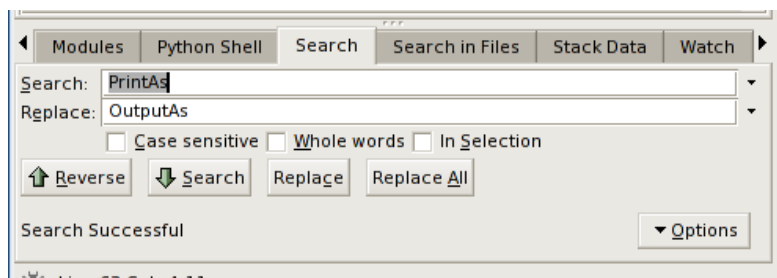 Modules Python Shell Search Search in Files Stack Data Watch
Search: PrintAs
Replace: OutputAs
Case sensitive Whole words In Selection
Reverse Search Replace Replace All
Search Successful Options